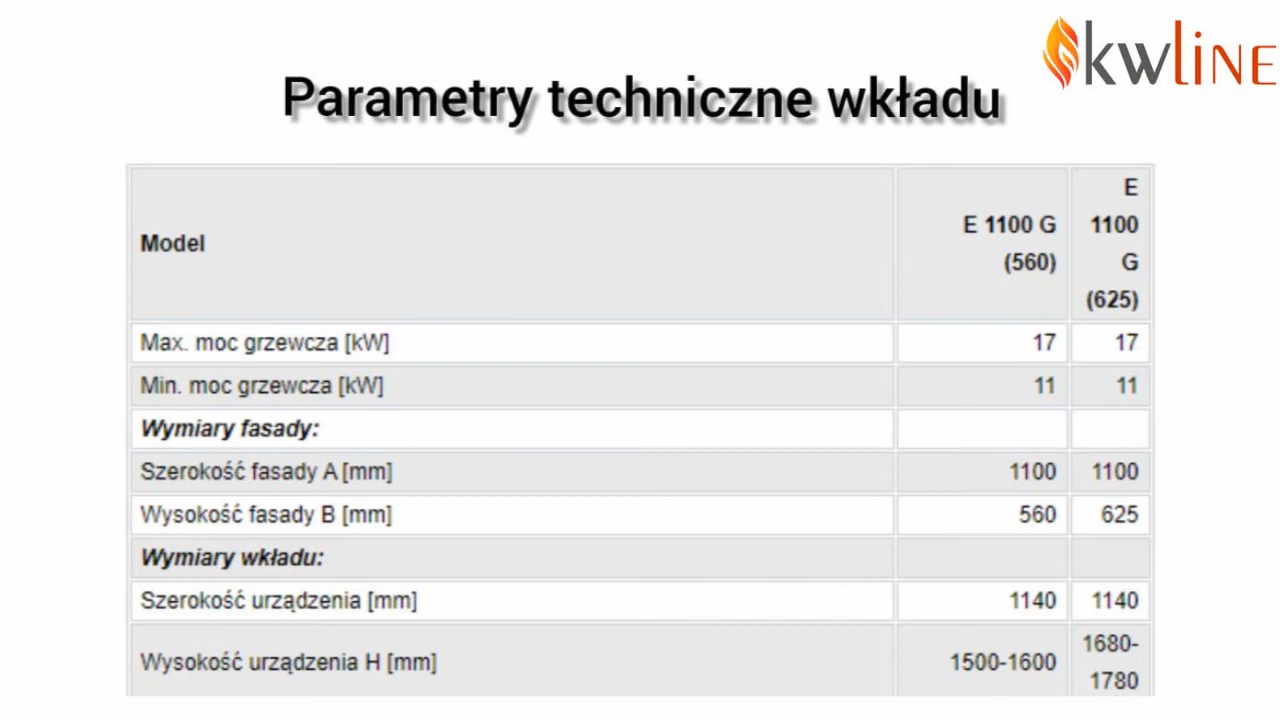 kwLINE
Parametry techniczne wkładu
Model
E 1100 G
(560)
E
1100
G
(625)
Max. moc grzewcza [kW] 17 17
Min. moc grzewcza [kW] 11 11
Wymiary fasady:
Szerokość fasady A [mm] 1100 1100
Wysokość fasady B [mm] 560 625
Wymiary wkładu:
Szerokość urządzenia [mm] 1140 1140
Wysokość urządzenia H [mm] 1500-1600
1680-
1780